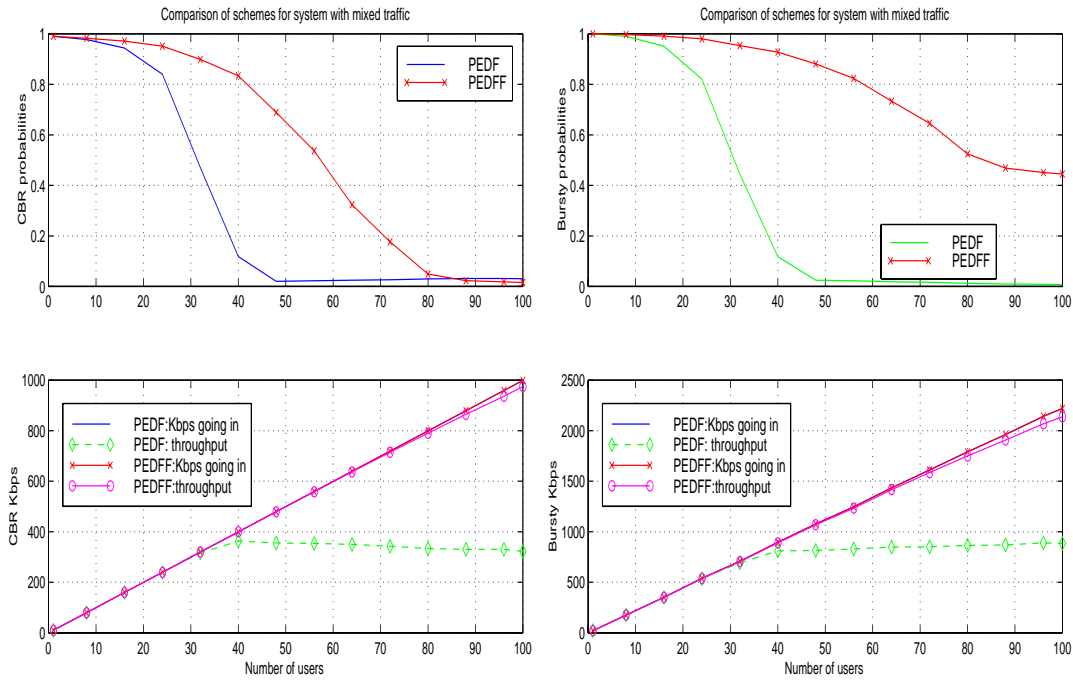 Comparison of schemes for system with mixed traffic
CBR probabilities
1
0.8
0.6
0.4
0.2
0
0 10 20 30 40 50 60 70 80 90 100
PEDF
PEDFF
Comparison of schemes for system with mixed traffic
Bursty probabilities
1
0.8
0.6
0.4
0.2
0
0 10 20 30 40 50 60 70 80 90 100
PEDF
PEDFF
CBR Kbps
1000
800
600
400
200
0
0 10 20 30 40 50 60 70 80 90 100
Number of users
PEDF:Kbps going in
PEDF: throughput
PEDFF:Kbps going in
PEDFF:throughput
Bursty Kbps
2500
2000
1500
1000
500
0
0 10 20 30 40 50 60 70 80 90 100
Number of users
PEDF:Kbps going in
PEDF: throughput
PEDFF:Kbps going in
PEDFF:throughput